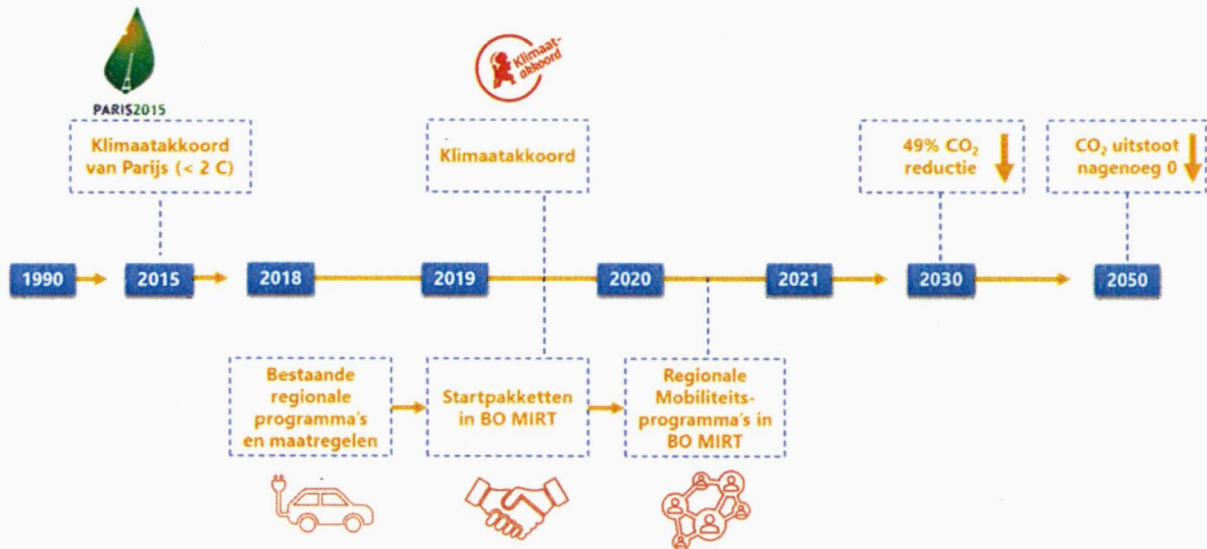 PARIS2015
Klimaat-
akkoord
Klimaatakkoord
van Parijs (< 2 C)
Klimaatakkoord
49% CO₂
reductie
CO₂ uitstoot
nagenoeg 0
1990
2015
2018
2019
2020
2021
2030
2050
Bestaande
regionale
programma's
en maatregelen
Startpakketten
in BO MIRT
Regionale
Mobiliteits-
programma's in
BO MIRT